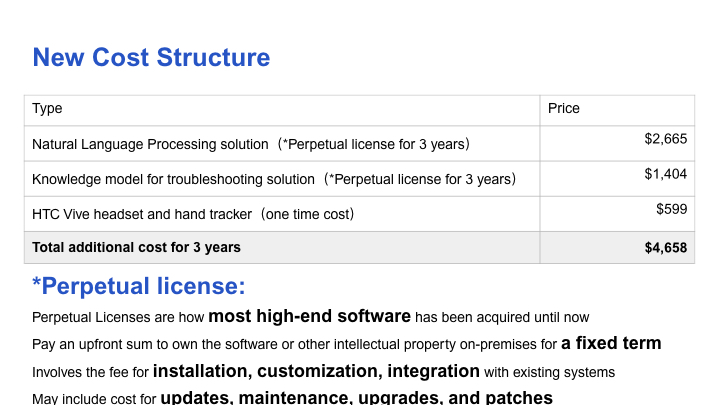 New Cost Structure
Type Price
Natural Language Processing solution（*Perpetual license for 3 years） $2,665
Knowledge model for troubleshooting solution（*Perpetual license for 3 years） $1,404
HTC Vive headset and hand tracker（one time cost） $599
Total additional cost for 3 years $4,658
*Perpetual license:
Perpetual Licenses are how most high-end software has been acquired until now
Pay an upfront sum to own the software or other intellectual property on-premises for a fixed term
Involves the fee for installation, customization, integration with existing systems
May include cost for updates, maintenance, upgrades, and patches